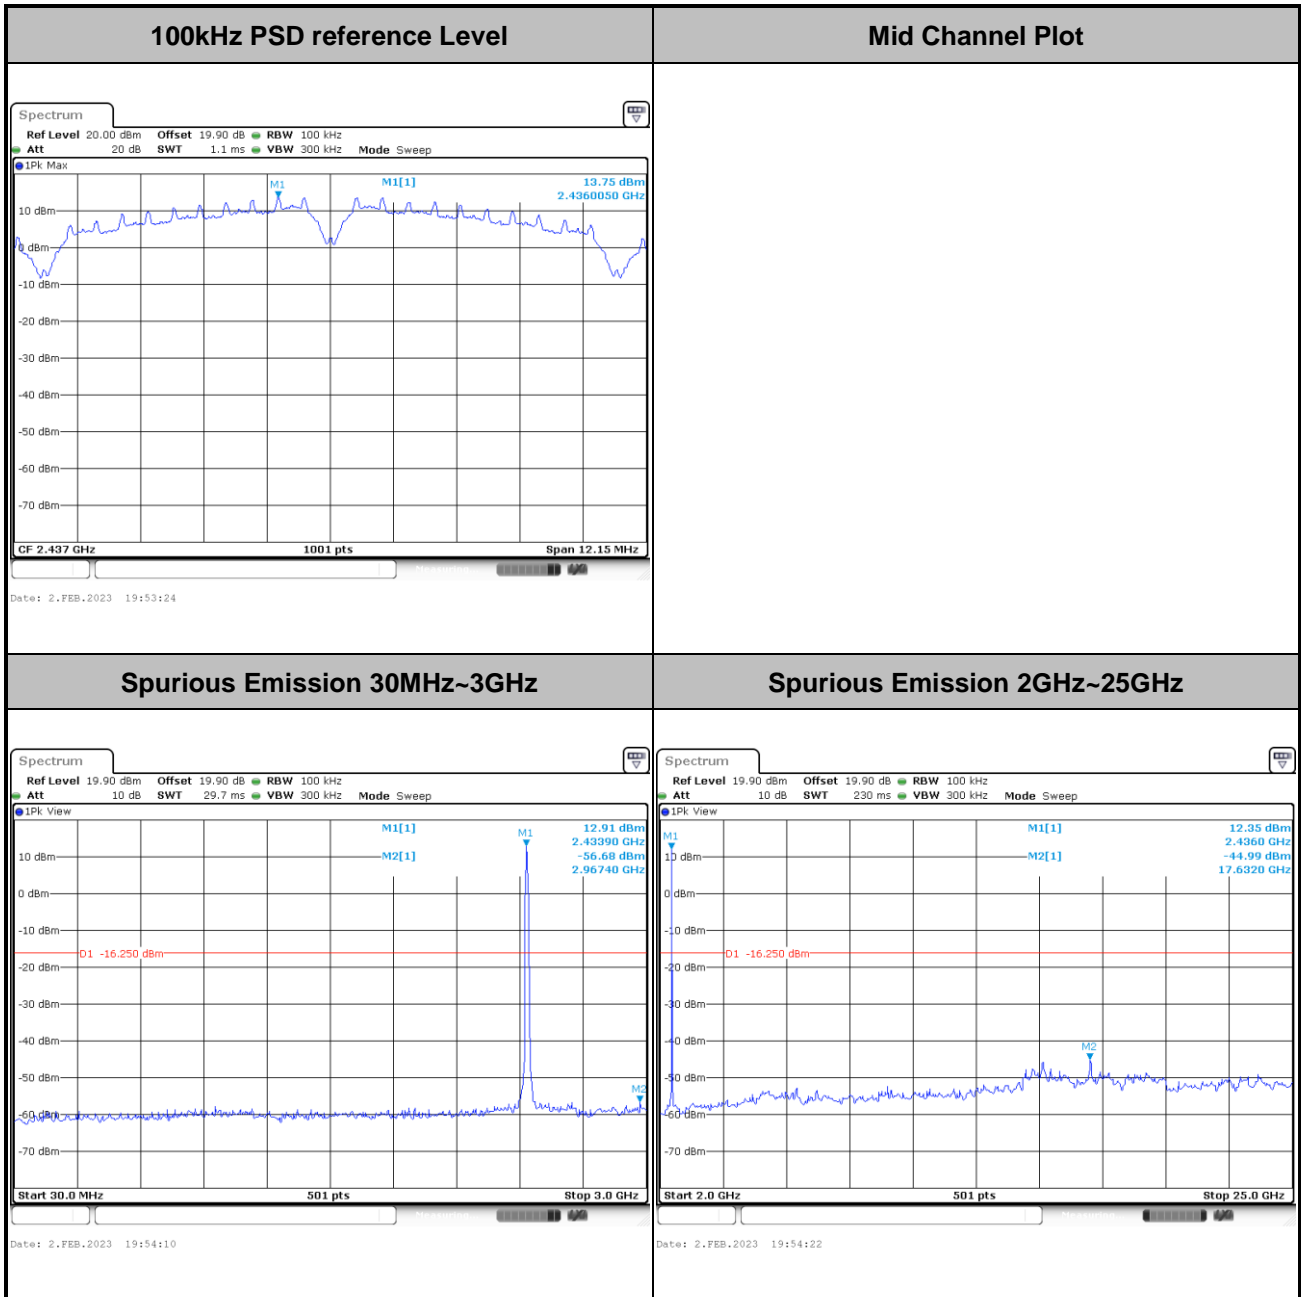 100kHz PSD reference Level
Mid Channel Plot
Spectrum
Ref Level 20.00 dBm Offset 19.90 dB RBW 100 kHz
Att 20 dB SWT 1.1 ms VBW 300 kHz Mode Sweep
1Pk Max
M1
M1[1] 13.75 dBm
2.4360050 GHz
10 dBm
0 dBm
-10 dBm
-20 dBm
-30 dBm
-40 dBm
-50 dBm
-60 dBm
-70 dBm
CF 2.437 GHz 1001 pts Span 12.15 MHz
Date: 2.FEB.2023 19:53:24
Spurious Emission 30MHz~3GHz
Spurious Emission 2GHz~25GHz
Spectrum
Ref Level 19.90 dBm Offset 19.90 dB RBW 100 kHz
Att 10 dB SWT 29.7 ms VBW 300 kHz Mode Sweep
1Pk View
M1[1] 12.91 dBm
M1
2.43390 GHz
10 dBm
M2[1] -56.68 dBm
2.96740 GHz
0 dBm
-10 dBm
D1 -16.250 dBm
-20 dBm
-30 dBm
-40 dBm
-50 dBm
M2
-60 dBm
-70 dBm
Start 30.0 MHz 501 pts Stop 3.0 GHz
Date: 2.FEB.2023 19:54:10
Spectrum
Ref Level 19.90 dBm Offset 19.90 dB RBW 100 kHz
Att 10 dB SWT 230 ms VBW 300 kHz Mode Sweep
1Pk View
M1[1] 12.35 dBm
M1
2.4360 GHz
10 dBm
M2[1] -44.99 dBm
17.6320 GHz
0 dBm
-10 dBm
D1 -16.250 dBm
-20 dBm
-30 dBm
-40 dBm
M2
-50 dBm
-60 dBm
-70 dBm
Start 2.0 GHz 501 pts Stop 25.0 GHz
Date: 2.FEB.2023 19:54:22